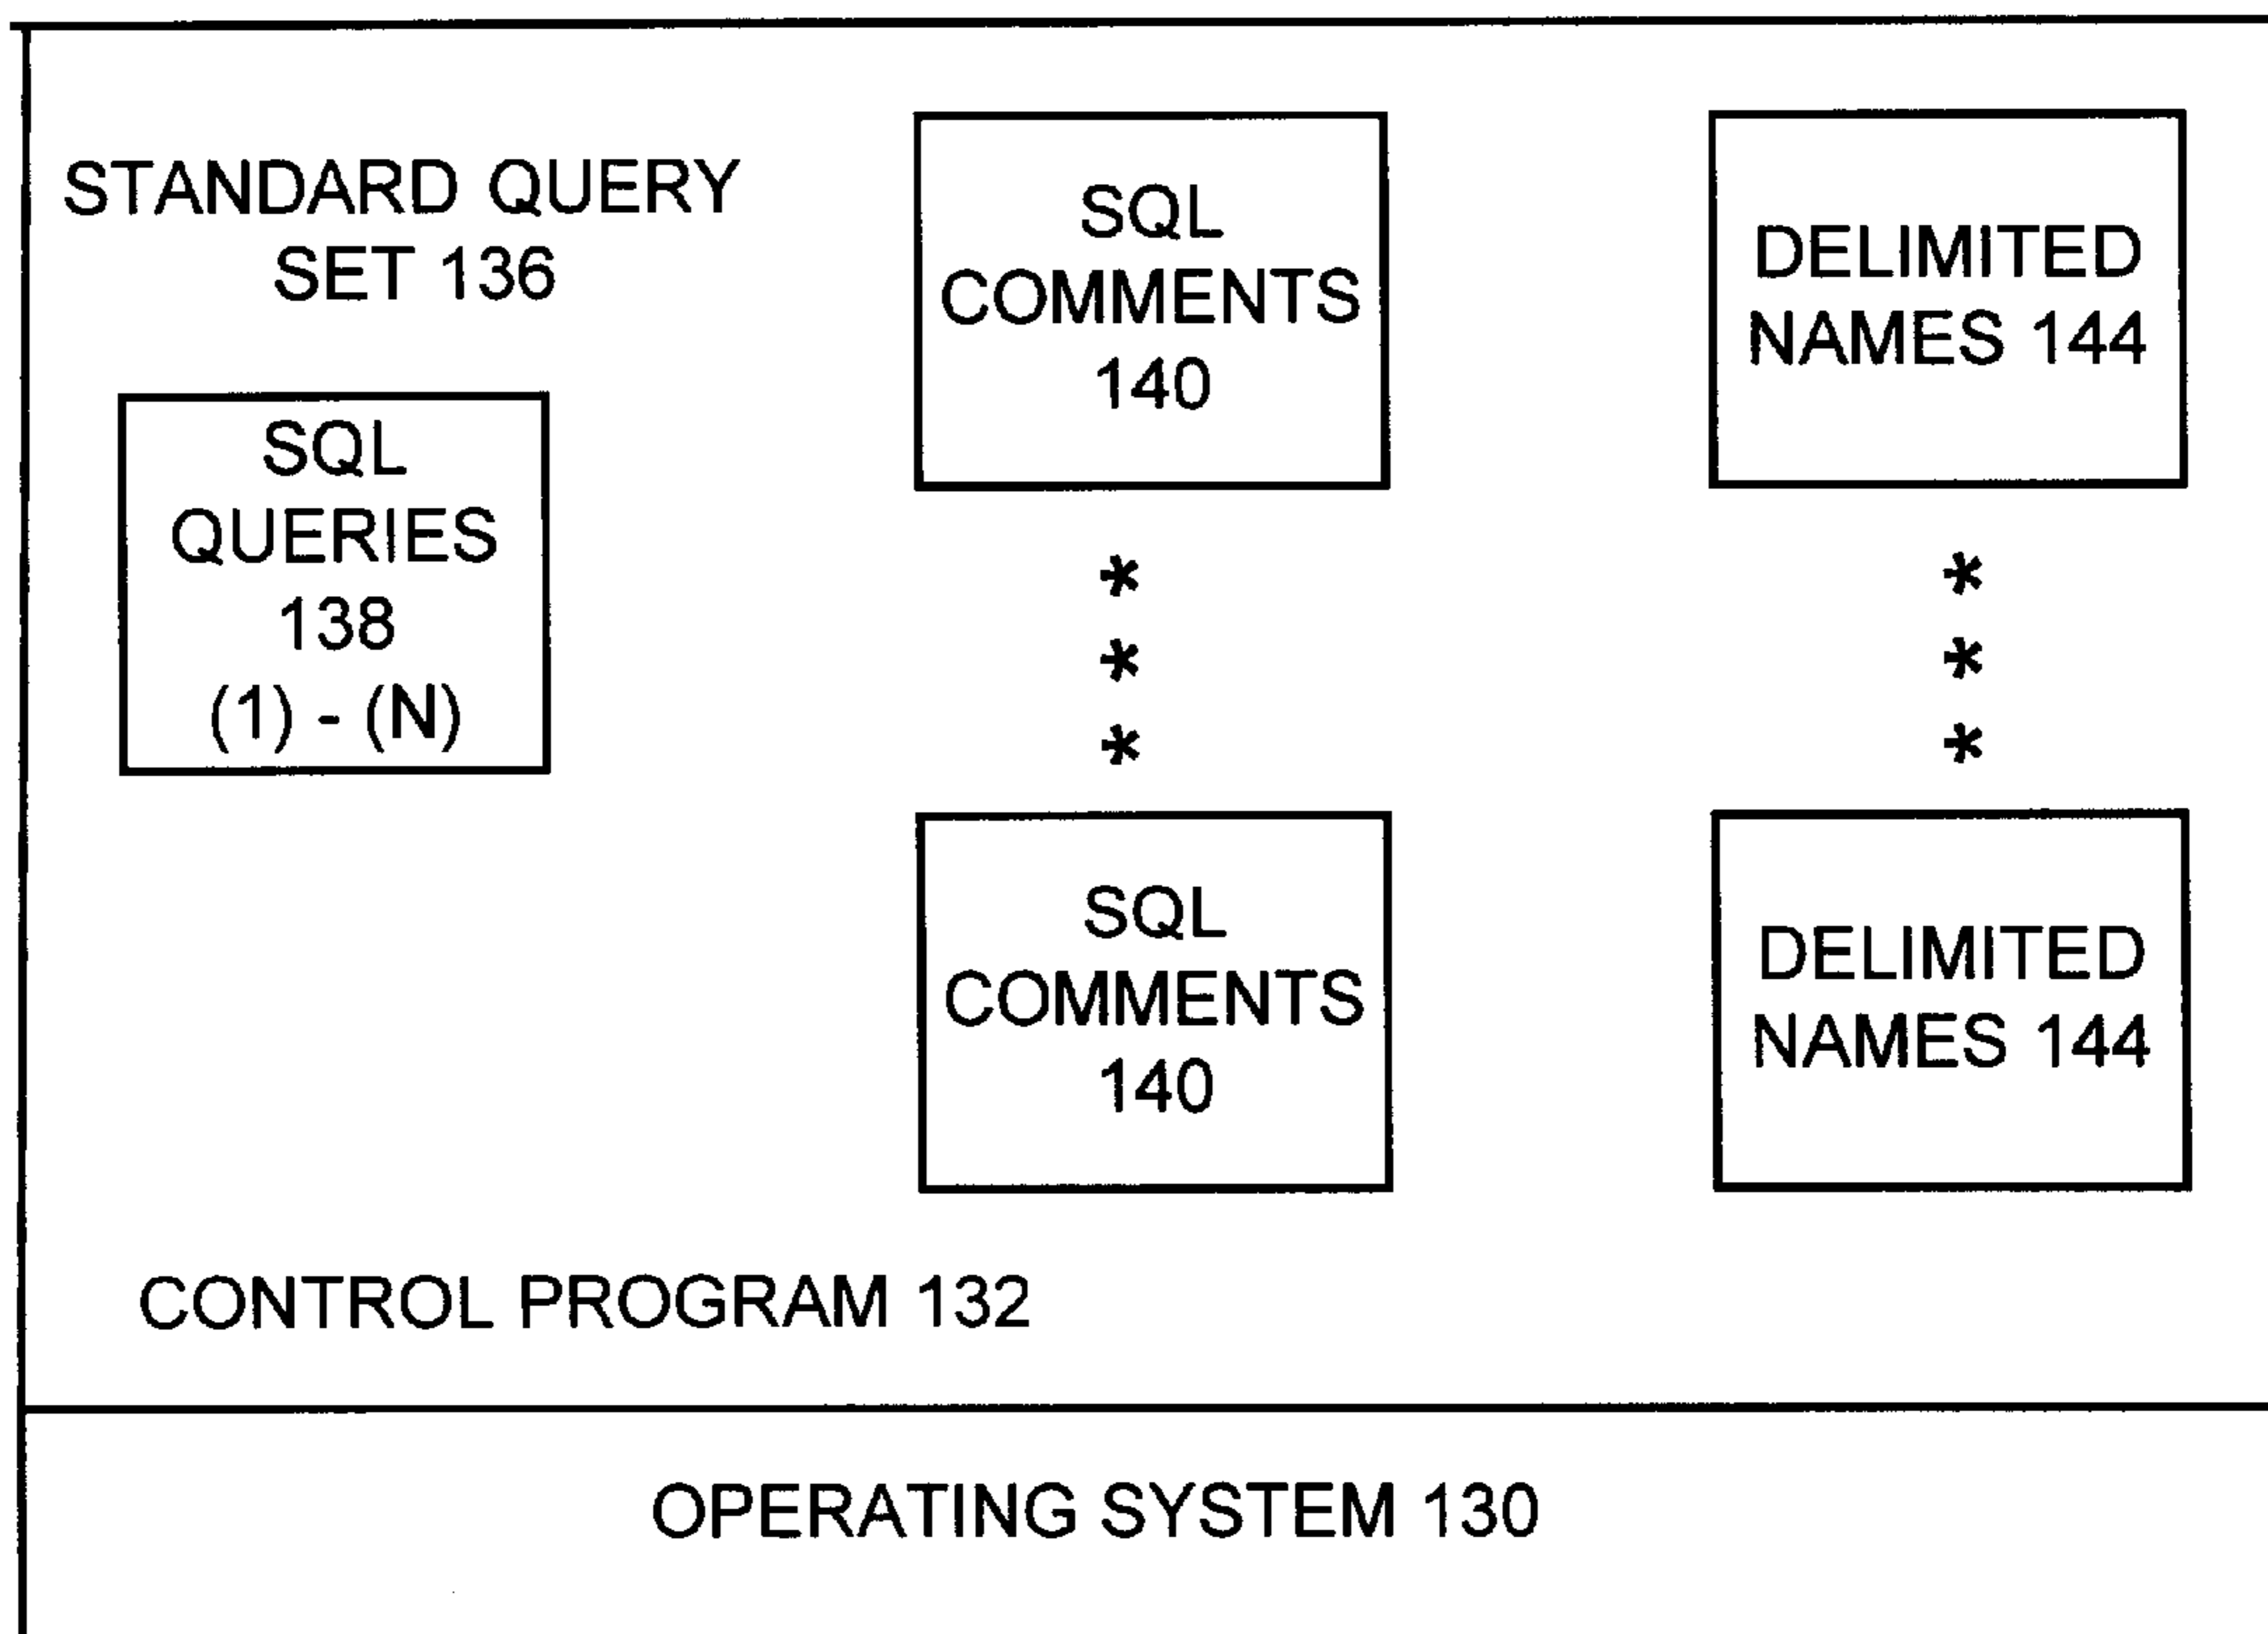 STANDARD QUERY
SET 136
SQL
QUERIES
138
(1) - (N)
SQL
COMMENTS
140
*
*
*
SQL
COMMENTS
140
DELIMITED
NAMES 144
*
*
*
DELIMITED
NAMES 144
CONTROL PROGRAM 132
OPERATING SYSTEM 130